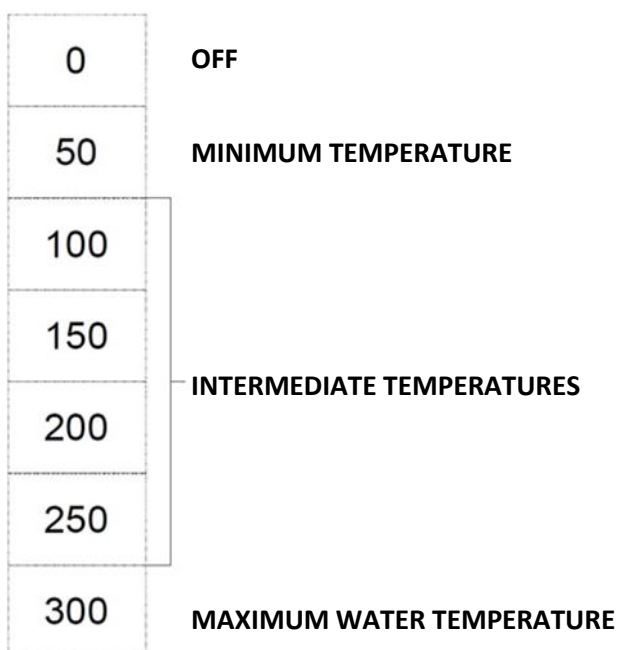 0 OFF
50 MINIMUM TEMPERATURE
100
150
INTERMEDIATE TEMPERATURES
200
250
300 MAXIMUM WATER TEMPERATURE